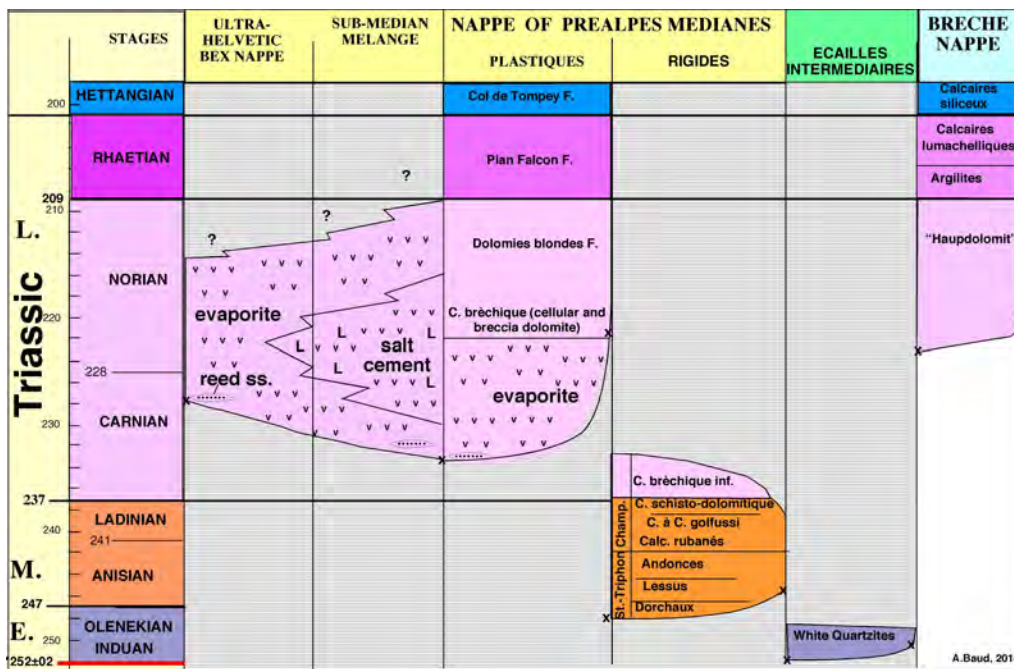 STAGES
ULTRA-
HELVETIC
BEX NAPPE
SUB-MEDIAN
MELANGE
NAPPE OF PREALPES MEDIANES
PLASTIQUES
RIGIDES
ECAILLES
INTERMEDIAIRES
BRECHE
NAPPE
HETTANGIAN
200
Col de Tompey F.
Calcaires
siliceux
RHAETIAN
?
Plan Falcon F.
Calcaires
lumachelliques
Argilites
209
210
L.
?
?
Dolomies blondes F.
"Haupdolomit"
NORIAN
v v v v v v v v v
evaporite
220
C. brèchique (cellular and
breccia dolomite)
L
L
L
salt
cement
L
L
Triassic
228
reed ss.
evaporite
CARNIAN
230
C. brèchique inf.
237
C. schisto-dolomitique
LADINIAN
C. à C. golfussi
240
241
Calc. rubanés
St.-Triphon Champ.
M.
ANISIAN
Andonces
Lessus
247
Dorchaux
E.
OLENEKIAN
INDUAN
250
White Quartzites
252±02
A.Baud, 201